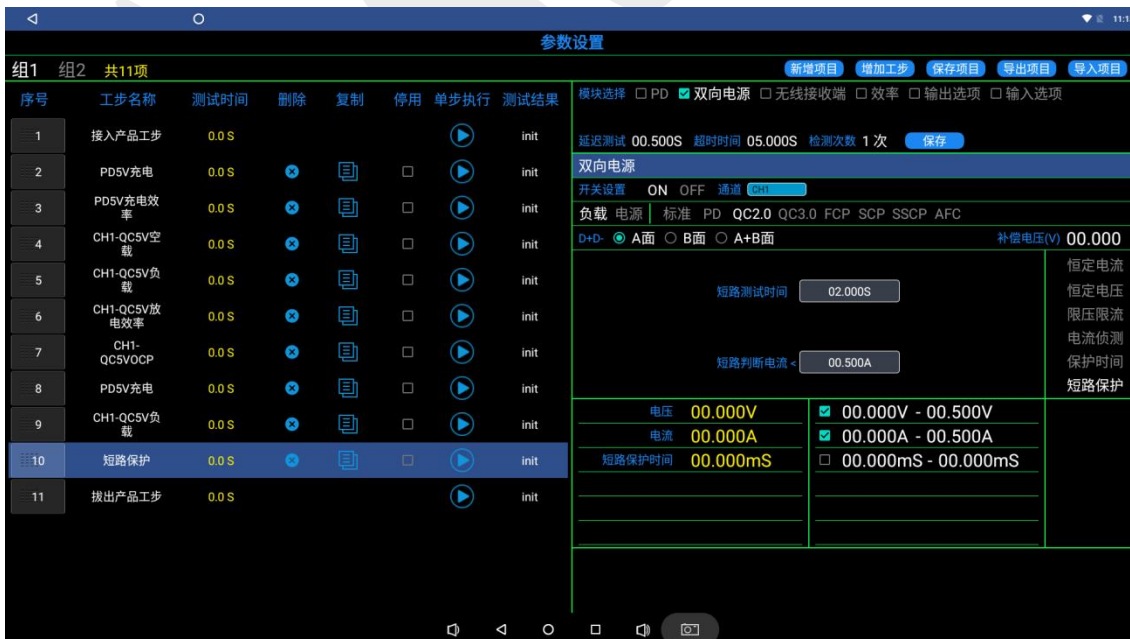 11:1
参数设置
组1 组2 共11项 新增项目 增加工步 保存项目 导出项目 导入项目
序号 工步名称 测试时间 删除 复制 停用 单步执行 测试结果
1 接入产品工步 0.0 S init
2 PD5V充电 0.0 S init
3 PD5V充电效
率 0.0 S init
4 CH1-QC5V空
载 0.0 S init
5 CH1-QC5V负
载 0.0 S init
6 CH1-QC5V放
电效率 0.0 S init
7 CH1-
QC5VOCP 0.0 S init
8 PD5V充电 0.0 S init
9 CH1-QC5V负
载 0.0 S init
10 短路保护 0.0 S init
11 拨出产品工步 0.0 S init
模块选择 PD 双向电源 无线接收端 效率 输出选项 输入选项
延迟测试 00.500S 超时时间 05.000S 检测次数 1 次 保存
双向电源
开关设置 ON OFF 通道 CH1
负载 电源 标准 PD QC2.0 QC3.0 FCP SCP SSCP AFC
D+D- A面 B面 A+B面 补偿电压(V) 00.000
短路测试时间 02.000S
短路判断电流 < 00.500A
恒定电流
恒定电压
限压限流
电流侦测
保护时间
短路保护
电压 00.000V 00.000V - 00.500V
电流 00.000A 00.000A - 00.500A
短路保护时间 00.000mS 00.000mS - 00.000mS